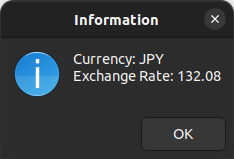 Information
Currency: JPY
Exchange Rate: 132.08
OK